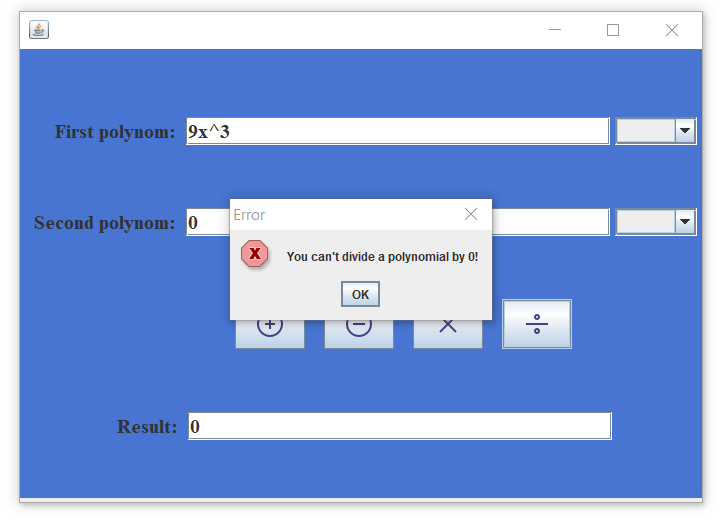 First polynom: 9x^3
Second polynom: 0
Error
You can't divide a polynomial by 0!
OK
Result: 0